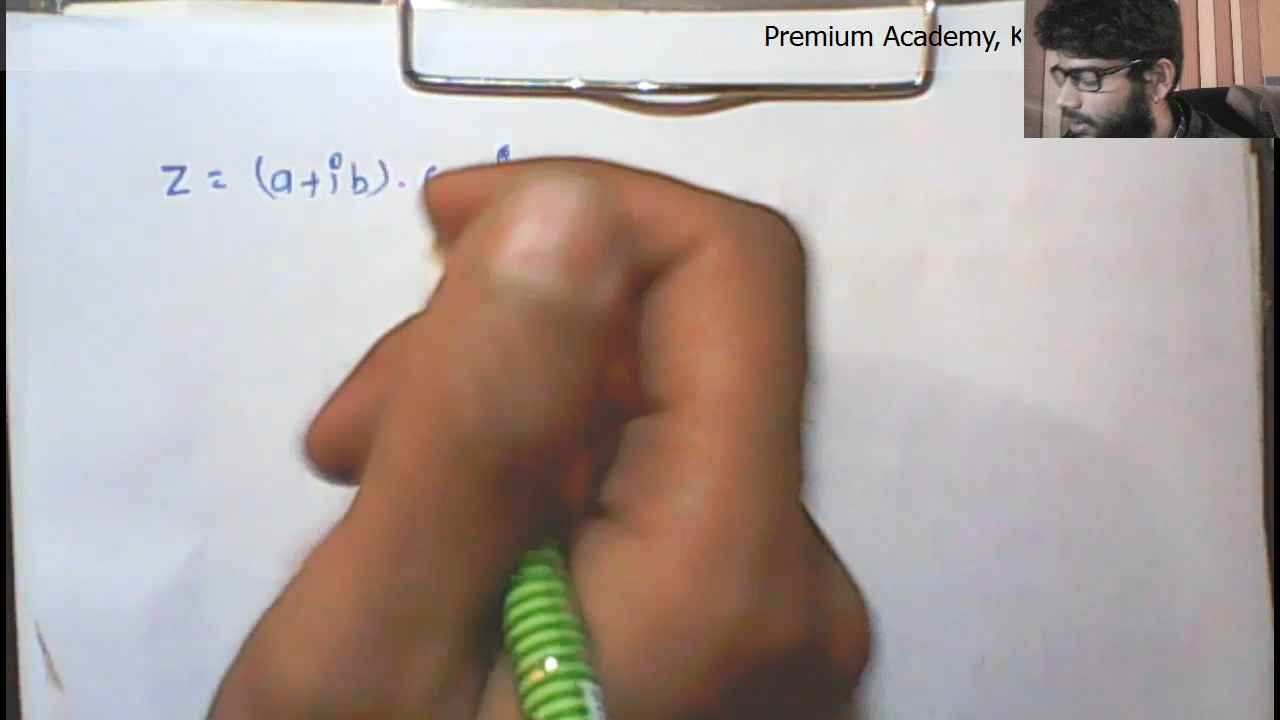 Premium Academy, K
z = (a+ib).